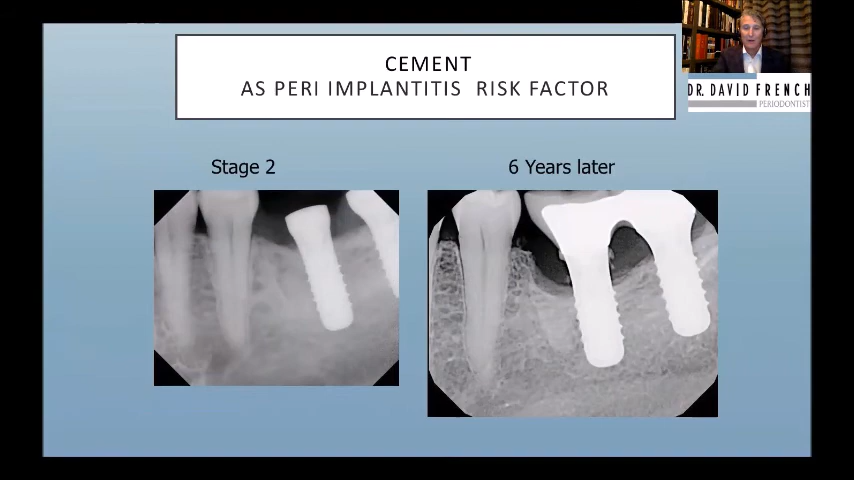 CEMENT
AS PERI IMPLANTITIS RISK FACTOR
DR. DAVID FRENCH
PERIODONTIST
Stage 2
6 Years later